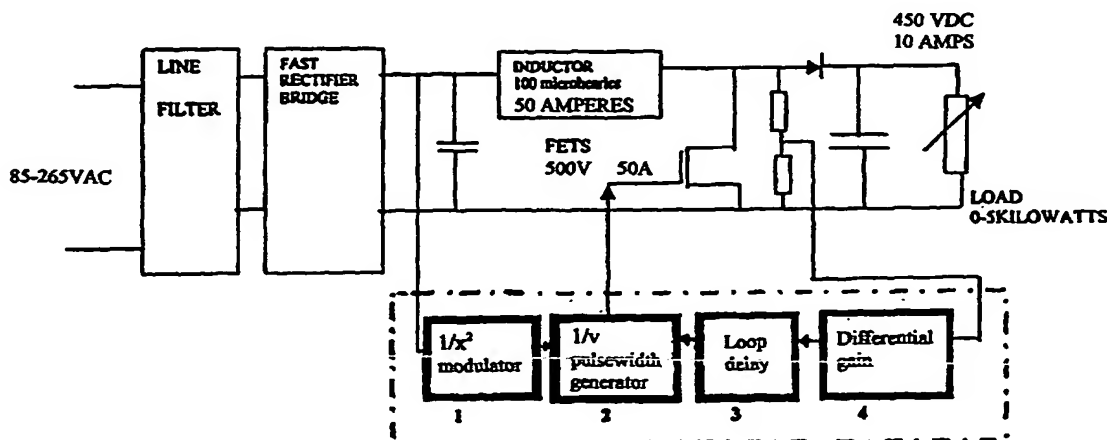 450 VDC
10 AMPS
LINE
FILTER
FAST
RECTIFIER
BRIDGE
INDUCTOR
100 microhenries
50 AMPERES
FETS
500V
50A
85-265VAC
LOAD
0-5KILOWATTS
1/x²
modulator
1/v
pulsewidth
generator
Loop
delay
Differential
gain
1
2
3
4